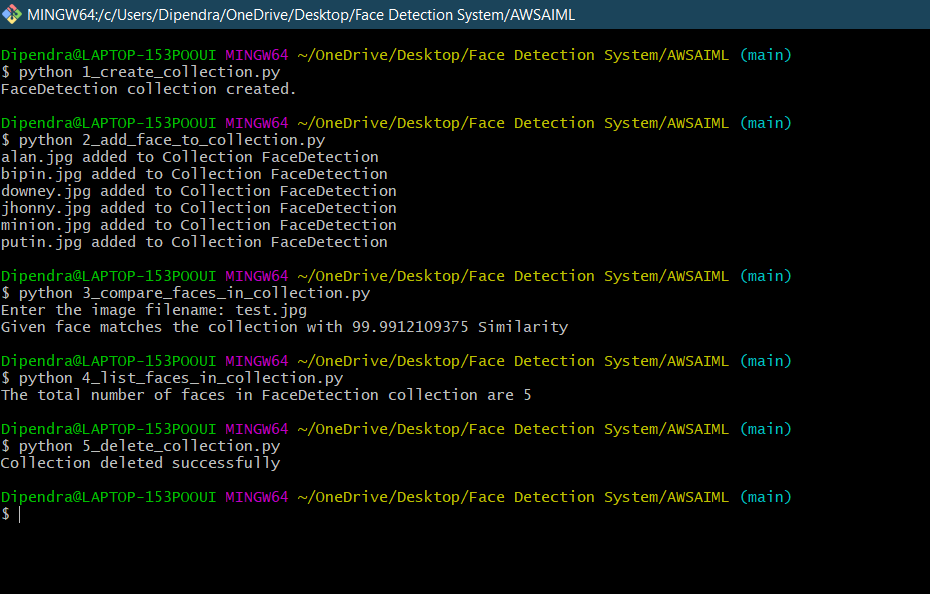 MINGW64:/c/Users/Dipendra/OneDrive/Desktop/Face Detection System/AWSAIML
Dipendra@LAPTOP-153POOUI MINGW64 ~/OneDrive/Desktop/Face Detection System/AWSAIML (main)
$ python 1_create_collection.py
FaceDetection collection created.
Dipendra@LAPTOP-153POOUI MINGW64 ~/OneDrive/Desktop/Face Detection System/AWSAIML (main)
$ python 2_add_face_to_collection.py
alan.jpg added to Collection FaceDetection
bipin.jpg added to Collection FaceDetection
downey.jpg added to Collection FaceDetection
jhonny.jpg added to Collection FaceDetection
minion.jpg added to Collection FaceDetection
putin.jpg added to Collection FaceDetection
Dipendra@LAPTOP-153POOUI MINGW64 ~/OneDrive/Desktop/Face Detection System/AWSAIML (main)
$ python 3_compare_faces_in_collection.py
Enter the image filename: test.jpg
Given face matches the collection with 99.9912109375 Similarity
Dipendra@LAPTOP-153POOUI MINGW64 ~/OneDrive/Desktop/Face Detection System/AWSAIML (main)
$ python 4_list_faces_in_collection.py
The total number of faces in FaceDetection collection are 5
Dipendra@LAPTOP-153POOUI MINGW64 ~/OneDrive/Desktop/Face Detection System/AWSAIML (main)
$ python 5_delete_collection.py
Collection deleted successfully
Dipendra@LAPTOP-153POOUI MINGW64 ~/OneDrive/Desktop/Face Detection System/AWSAIML (main)
$